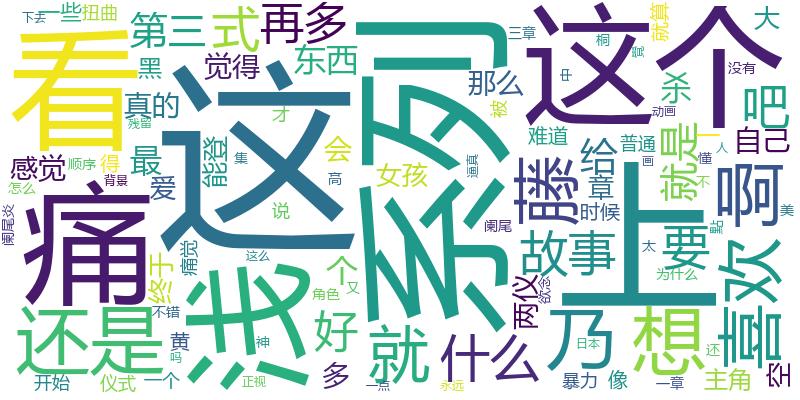 下去
一些
扭曲
第三
式
再多
这个
三章
桐
就算
大
看
这
系列
黑
觉得
东西
那么
中
没有
真的
才
被
杀
动画
吧
残留
难道
普通
一
人
自己
感觉
顺序
得
最
能登
集
会
逼真
给
就是
懂
怎么
背景
爱
高
女孩
藤
章
画
不
啊
阑尾炎
痛
说
阑尾
时候
上
要
點
美
痛觉
这么
故事
太
喜欢
终于
浅
个
角色
又
两仪
欲念
为什么
还是
不错
黄
吗
神
好
就
什么
乃
日本
想
还
空
开始
仪式
一个
正视
多
一点
永远
暴力
像
一章
主角